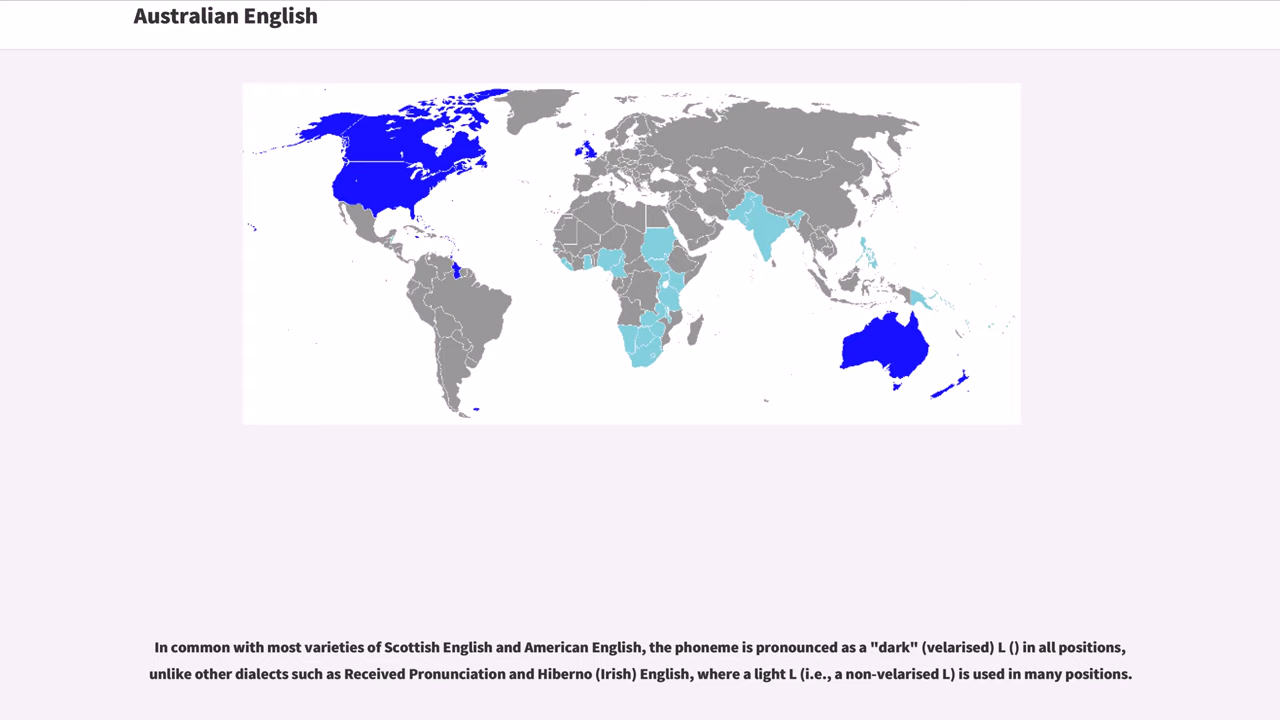 Australian English
In common with most varieties of Scottish English and American English, the phoneme is pronounced as a "dark" (velarised) L () in all positions,
unlike other dialects such as Received Pronunciation and Hiberno (Irish) English, where a light L (i.e., a non-velarised L) is used in many positions.